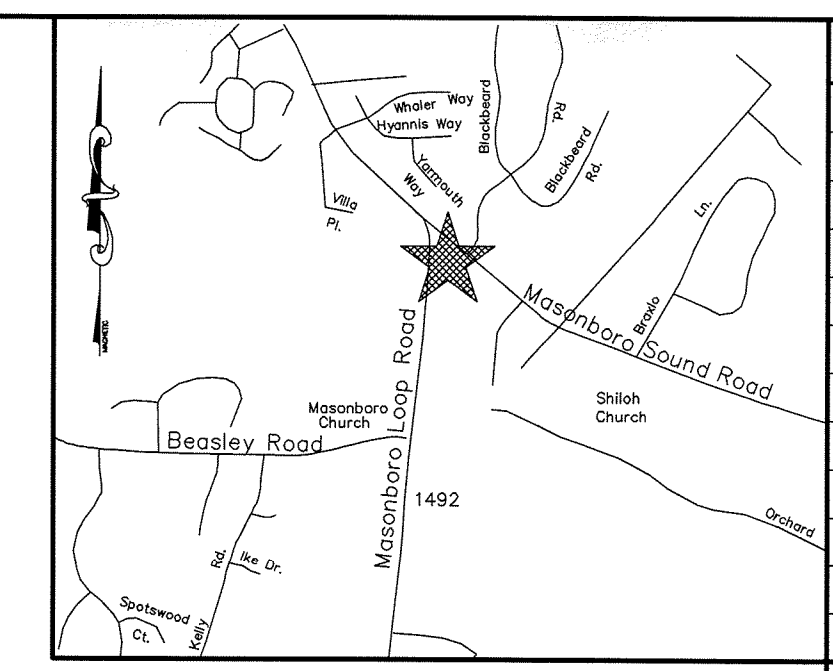 Whaler Way
Hyannis Way
Blackbeard
Rd.
Blackbeard
Rd.
Yarmouth
Way
Villa
Pl.
Ln.
Braxlo
MAGNETIC
Masonboro Sound Road
Masonboro Loop Road
Masonboro
Church
Shiloh
Church
Beasley Road
1492
Orchard
Rd.
Kelly
Ike Dr.
Spotswood
Ct.